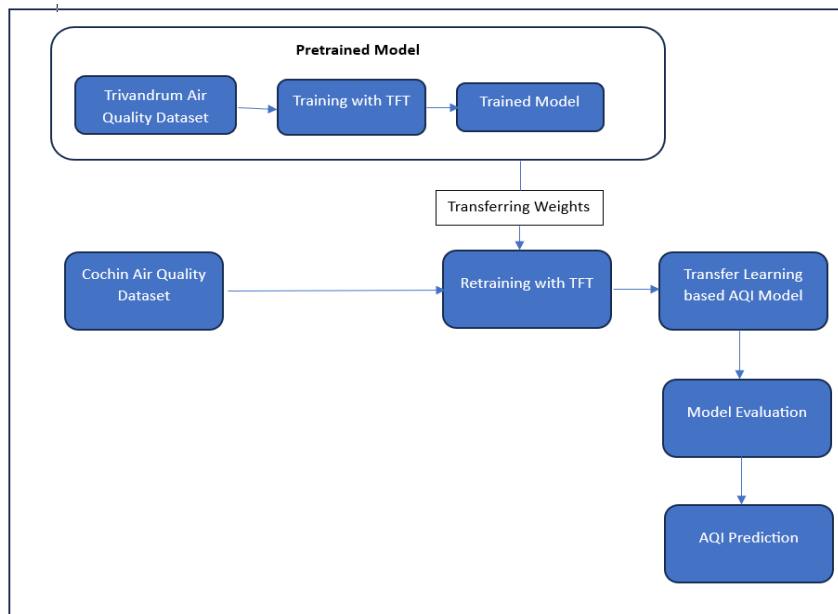 Pretrained Model
Trivandrum Air
Quality Dataset
Training with TFT
Trained Model
Transferring Weights
Cochin Air Quality
Dataset
Retraining with TFT
Transfer Learning
based AQI Model
Model Evaluation
AQI Prediction